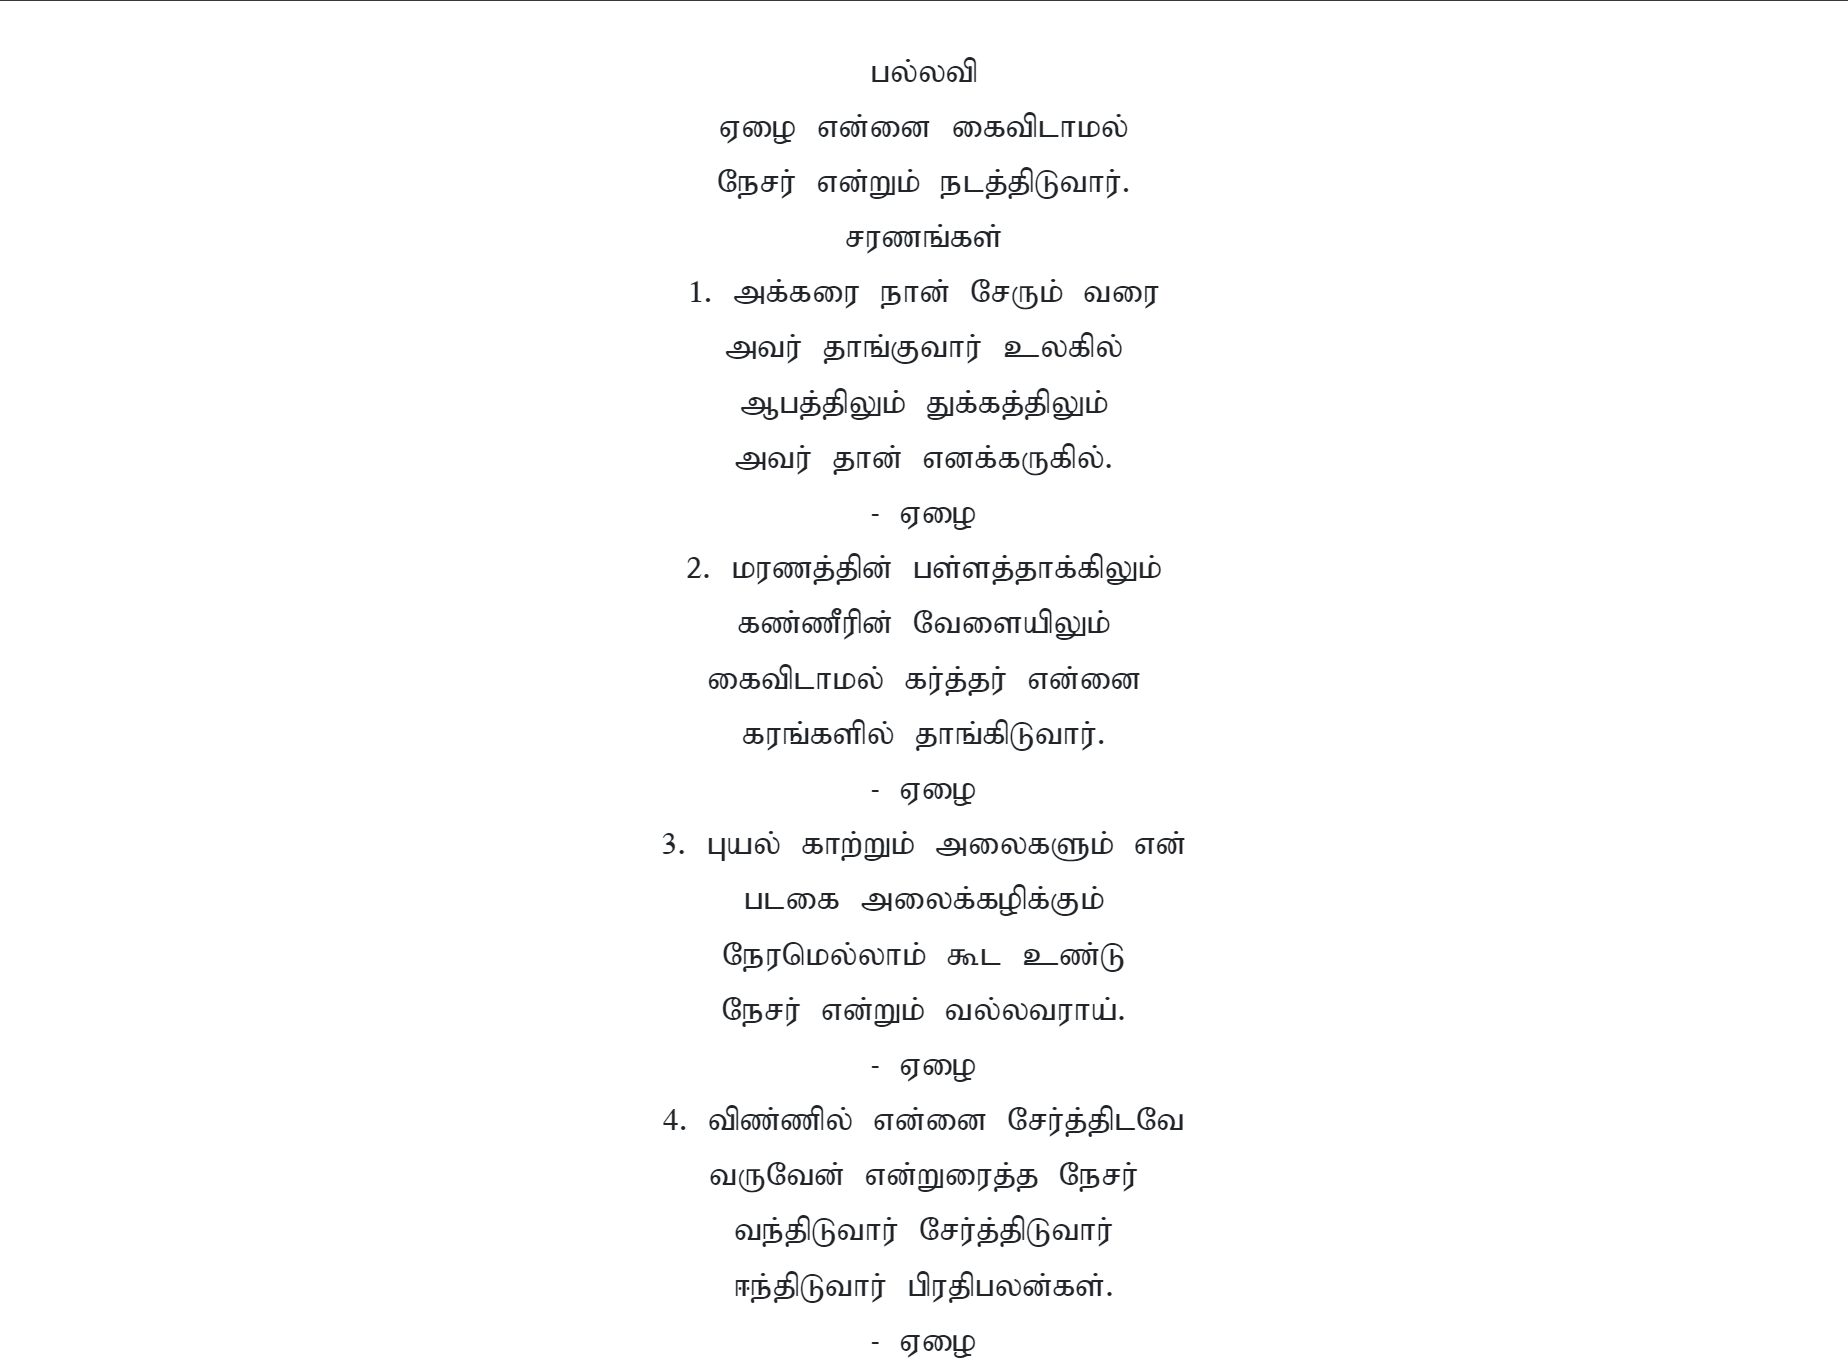 பல்லவி
ஏழை என்னை கைவிடாமல்
நேசர் என்றும் நடத்திடுவார்.
சரணங்கள்
1. அக்கரை நான் சேரும் வரை
அவர் தாங்குவார் உலகில்
ஆபத்திலும் துக்கத்திலும்
அவர் தான் எனக்கருகில்.
- ஏழை
2. மரணத்தின் பள்ளத்தாக்கிலும்
கண்ணீரின் வேளையிலும்
கைவிடாமல் கர்த்தர் என்னை
கரங்களில் தாங்கிடுவார்.
- ஏழை
3. புயல் காற்றும் அலைகளும் என்
படகை அலைக்கழிக்கும்
நேரமெல்லாம் கூட உண்டு
நேசர் என்றும் வல்லவராய்.
- ஏழை
4. விண்ணில் என்னை சேர்த்திடவே
வருவேன் என்றுரைத்த நேசர்
வந்திடுவார் சேர்த்திடுவார்
ஈந்திடுவார் பிரதிபலன்கள்.
- ஏழை